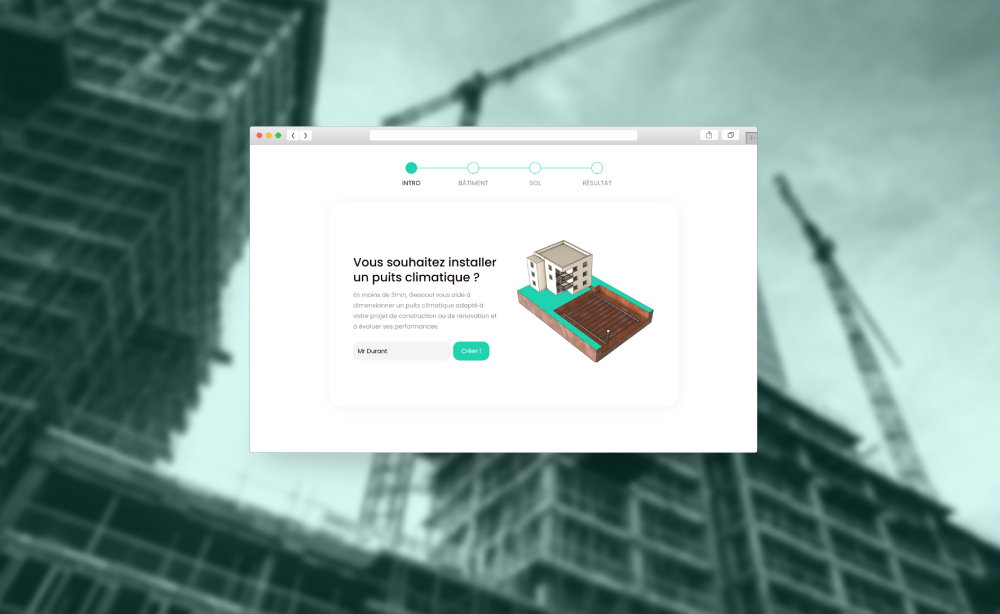 INTRO BÂTIMENT SOL RÉSULTAT
Vous souhaitez installer
un puits climatique ?
En moins de 3min, Geocool vous aide à
dimensionner un puits climatique adapté à
votre projet de construction ou de rénovation et
à évaluer ses performances.
Mr Durant Créer !